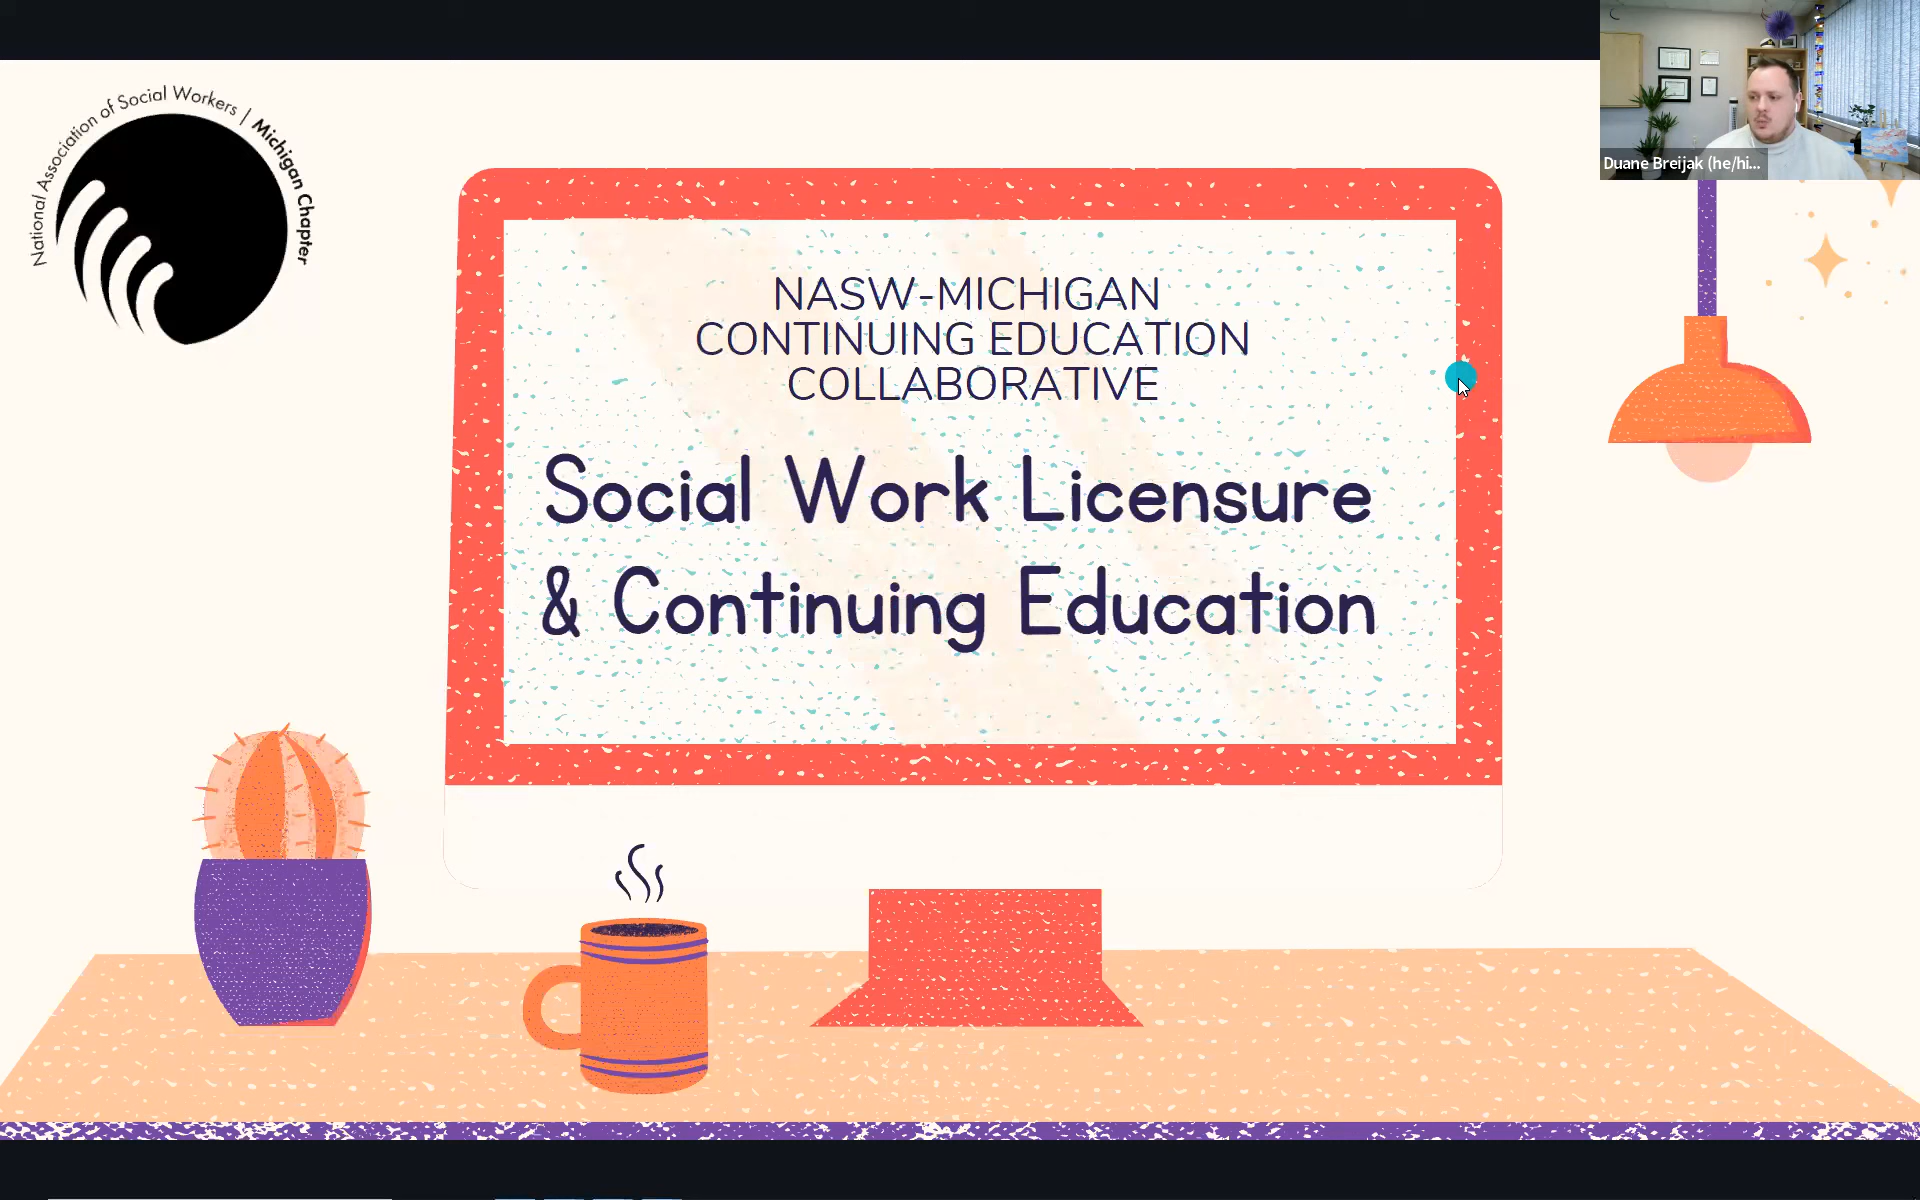 National Association of Social Workers | Michigan Chapter
Duane Breijak (he/hi...
NASW-MICHIGAN
CONTINUING EDUCATION
COLLABORATIVE
Social Work Licensure
& Continuing Education